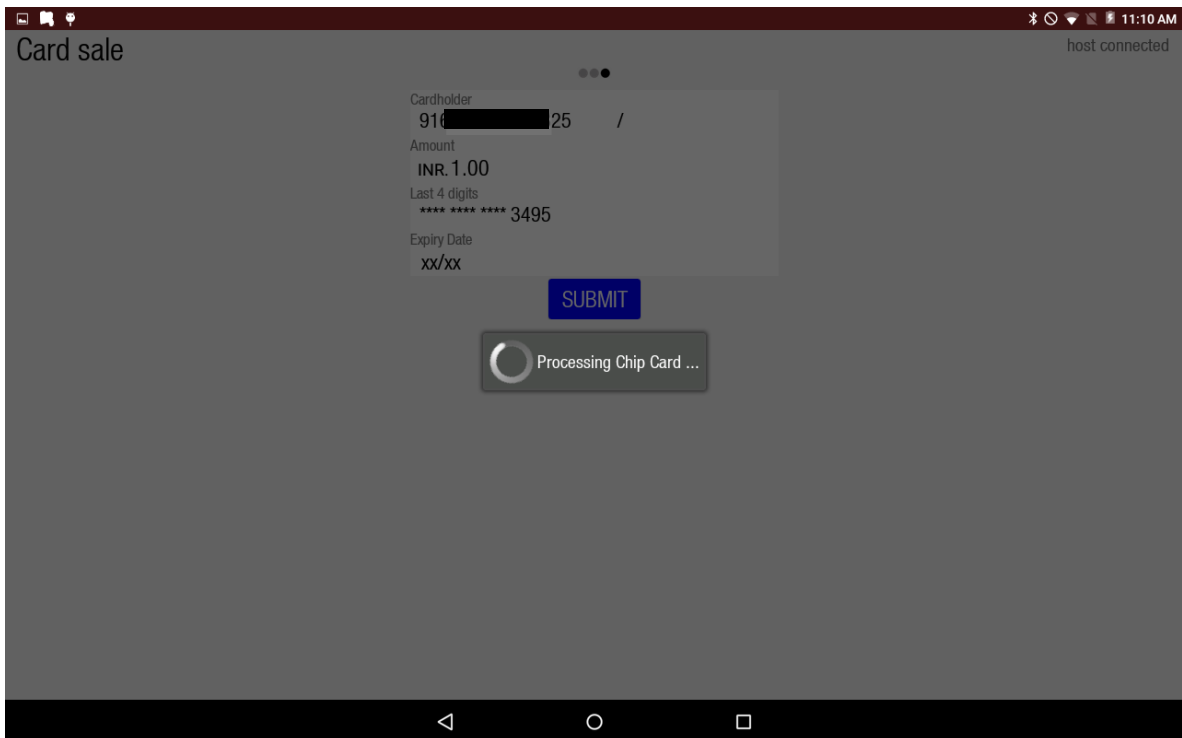 11:10 AM
Card sale
host connected
Cardholder
916 25 /
Amount
INR. 1.00
Last 4 digits
**** **** **** 3495
Expiry Date
xx/xx
SUBMIT
Processing Chip Card ...